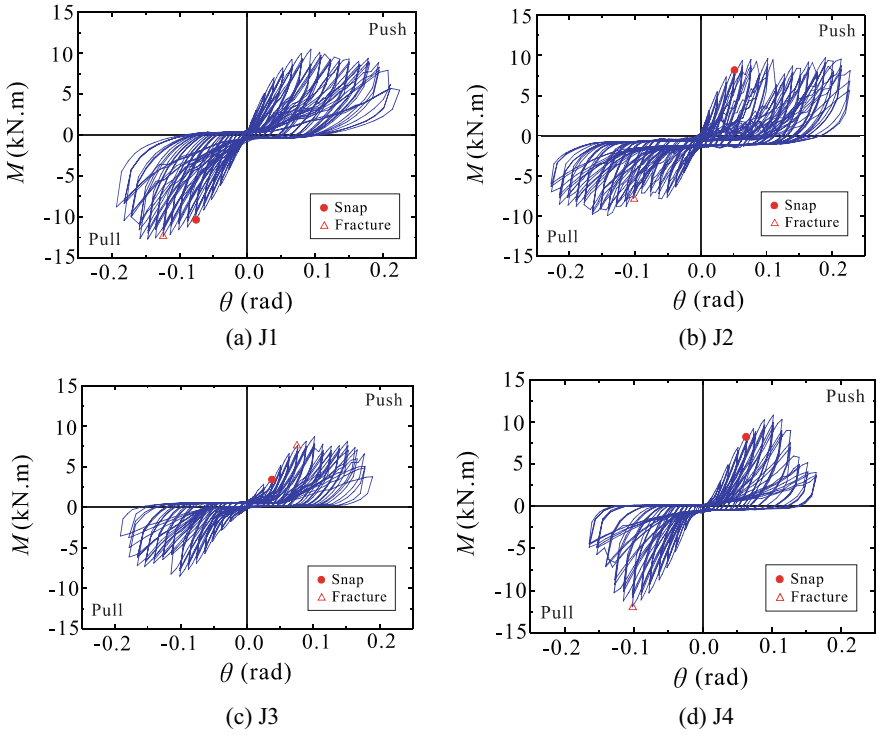 15
10
5
0
-5
-10
-15
M (kN.m)
Push
Pull
Snap
Fracture
-0.2 -0.1 0.0 0.1 0.2
θ (rad)
(a) J1
15
10
5
0
-5
-10
-15
M (kN.m)
Push
Pull
Snap
Fracture
-0.2 -0.1 0.0 0.1 0.2
θ (rad)
(b) J2
15
10
5
0
-5
-10
-15
M (kN.m)
Push
Pull
Snap
Fracture
-0.2 -0.1 0.0 0.1 0.2
θ (rad)
(c) J3
15
10
5
0
-5
-10
-15
M (kN.m)
Push
Pull
Snap
Fracture
-0.2 -0.1 0.0 0.1 0.2
θ (rad)
(d) J4